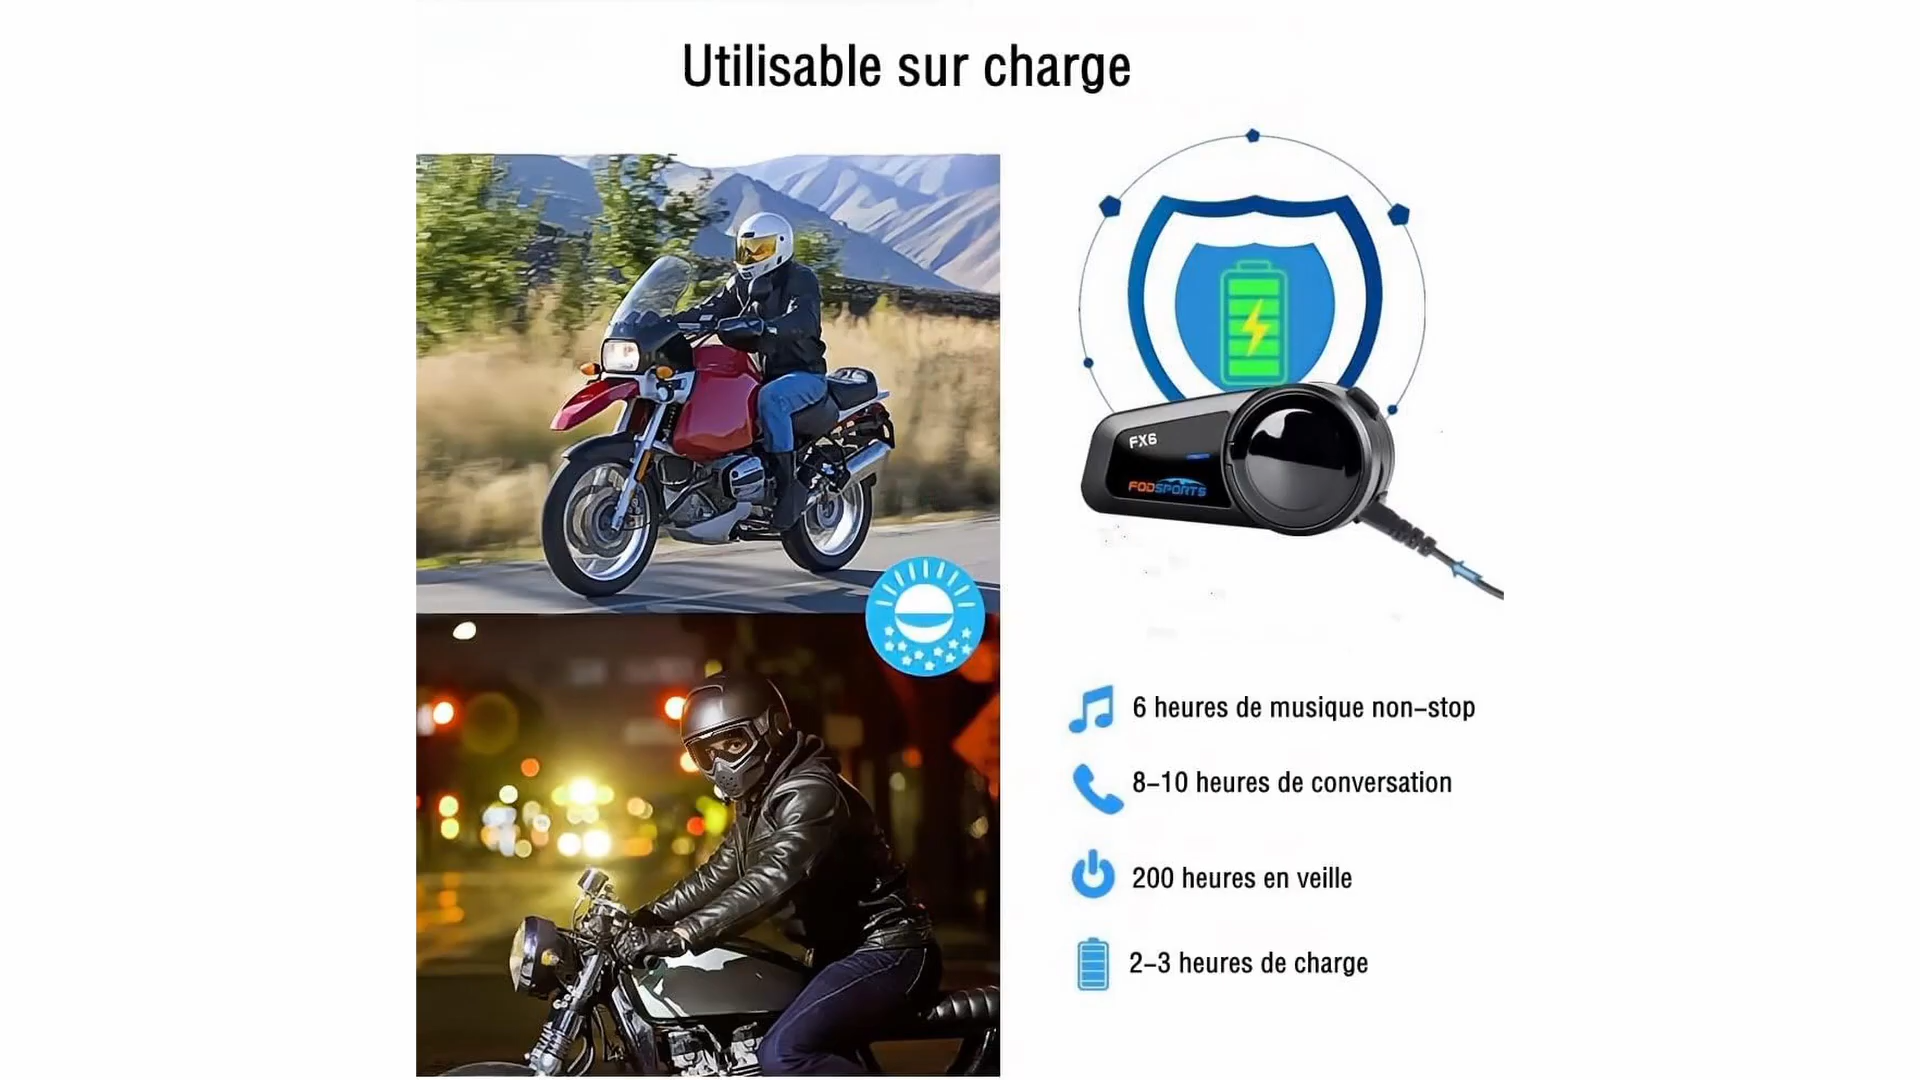 Utilisable sur charge
FX6
FODSPORTS
6 heures de musique non-stop
8-10 heures de conversation
200 heures en veille
2-3 heures de charge